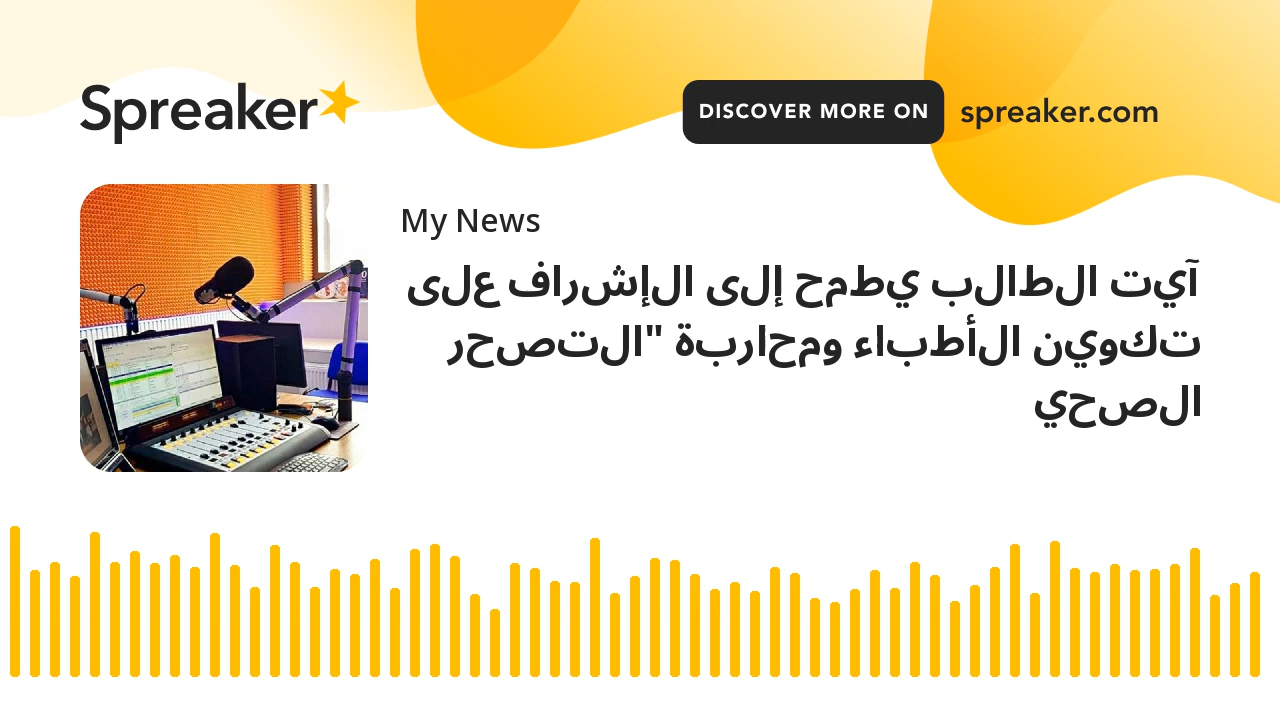 Spreaker
DISCOVER MORE ON spreaker.com
My News
آيت الطالب يطمح إلى الإشراف على
تكوين الأطباء ومحاربة "التصحر
الصحي